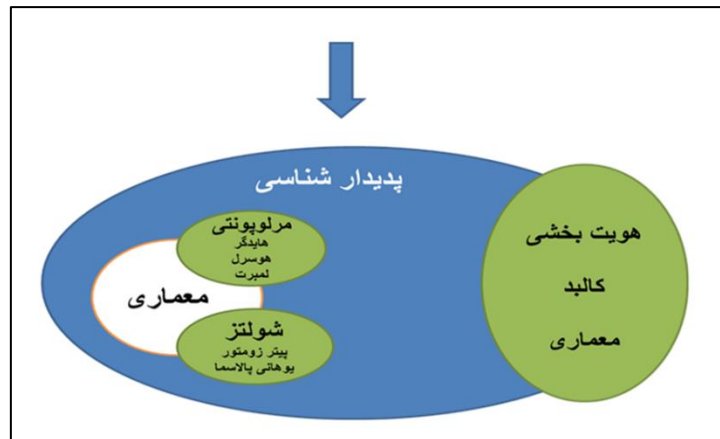 پدیدار شناسی
مرلوپونتی
هایدگر
هوسرل
لمبرت
معماری
شولتز
پیتر زومتور
یوهانی پالاسما
هویت بخشی
کالبد
معماری